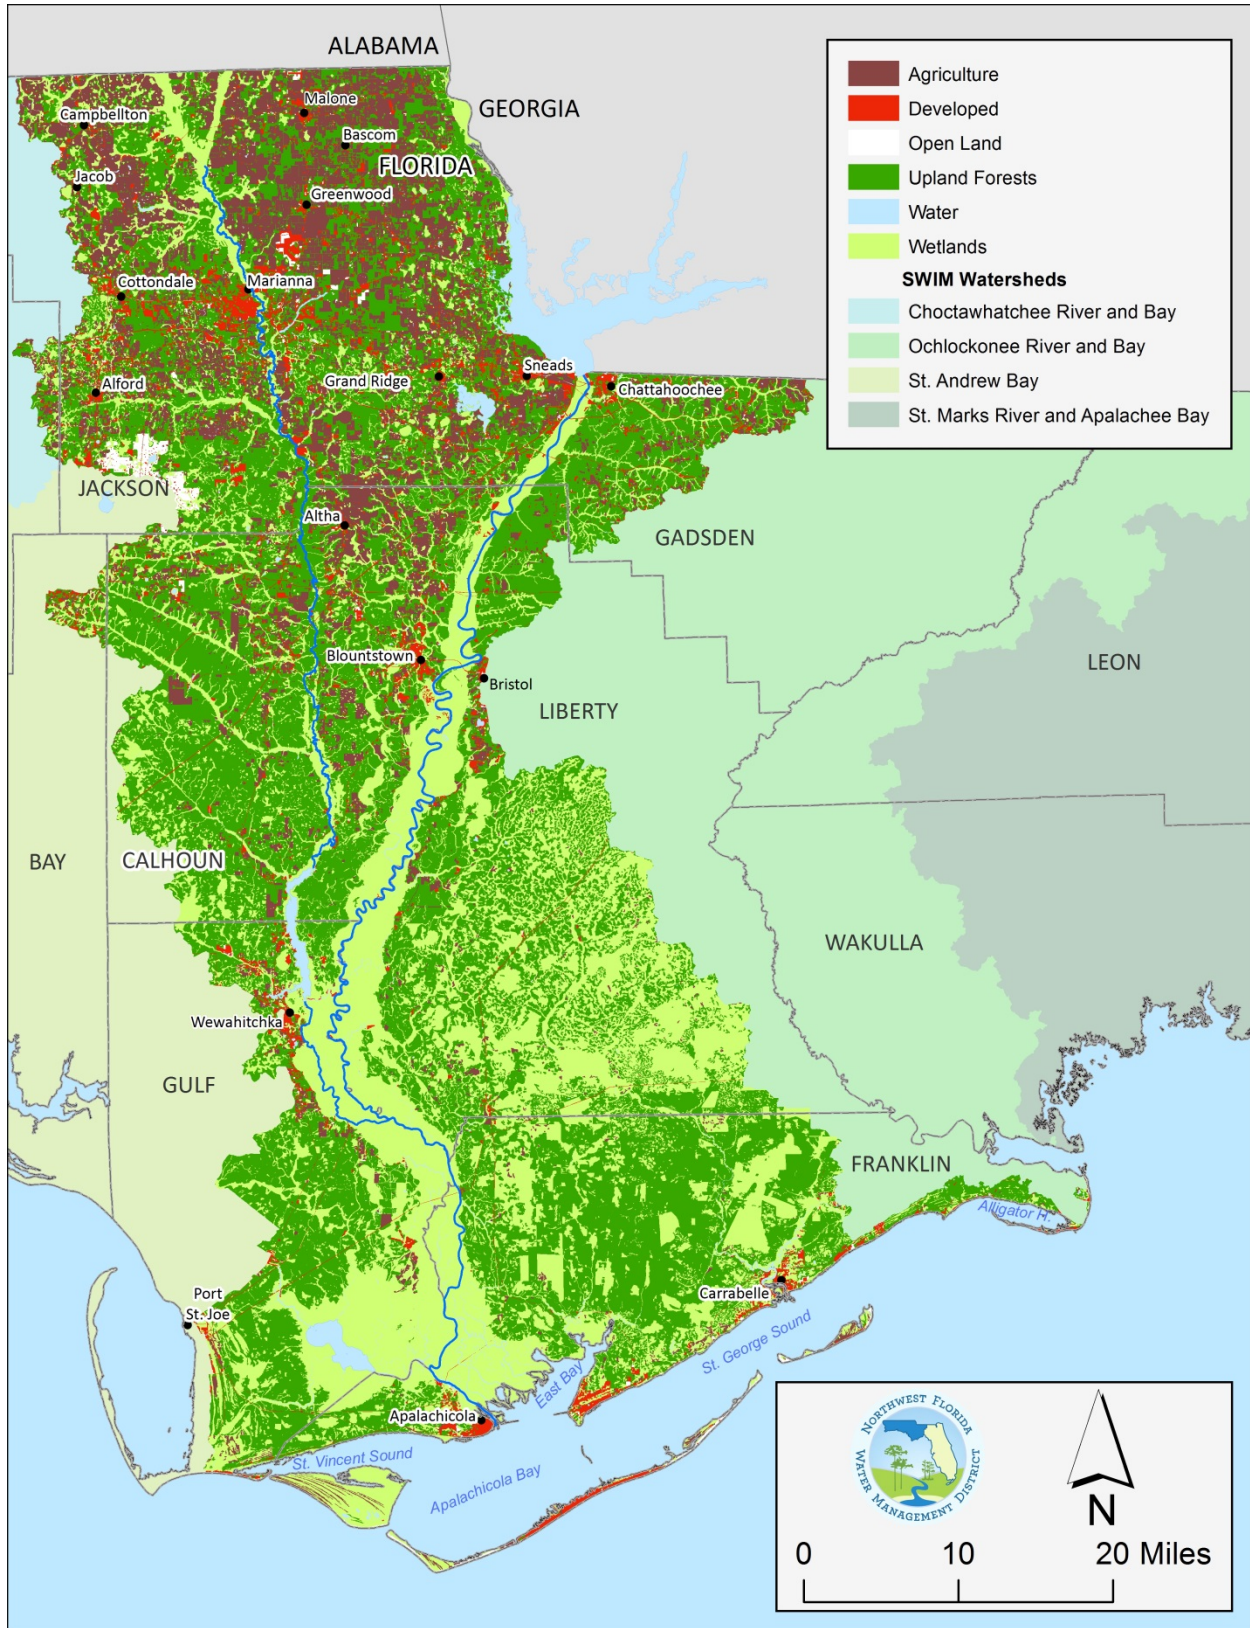 ALABAMA
GEORGIA
FLORIDA
Campbellton
Malone
Bascom
Jacob
Greenwood
Cottondale
Marianna
Alford
Grand Ridge
Sneads
Chattahoochee
JACKSON
Altha
GADSDEN
Blountstown
Bristol
LEON
LIBERTY
BAY
CALHOUN
WAKULLA
Wewahitchka
GULF
FRANKLIN
Alligator H.
Port
St. Joe
Carrabelle
St. George Sound
East Bay
Apalachicola
St. Vincent Sound
Apalachicola Bay
Agriculture
Developed
Open Land
Upland Forests
Water
Wetlands
SWIM Watersheds
Choctawhatchee River and Bay
Ochlockonee River and Bay
St. Andrew Bay
St. Marks River and Apalachee Bay
NORTHWEST FLORIDA
WATER MANAGEMENT DISTRICT
N
0 10 20 Miles